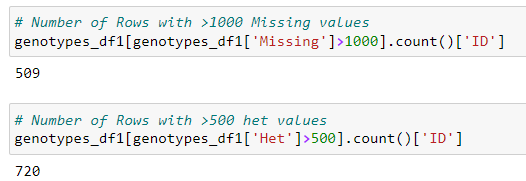 # Number of Rows with >1000 Missing values
genotypes_df1[genotypes_df1['Missing']>1000].count()['ID']
509
# Number of Rows with >500 het values
genotypes_df1[genotypes_df1['Het']>500].count()['ID']
720